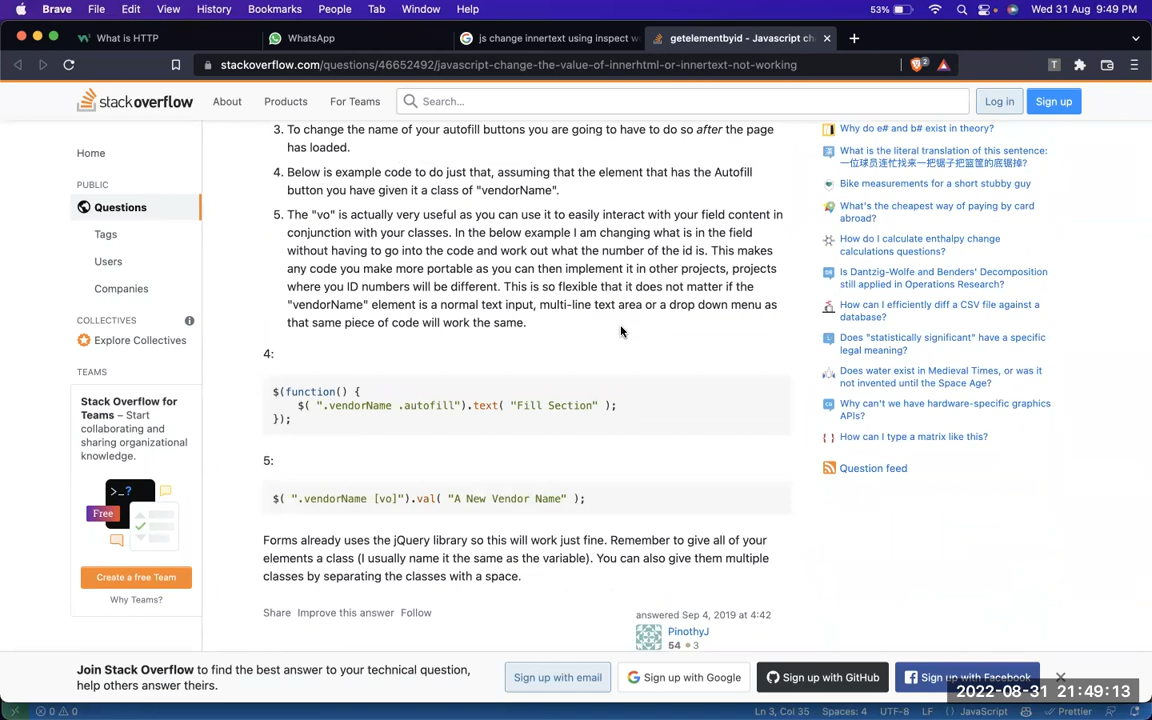 Brave File Edit View History Bookmarks People Tab Window Help 53% Wed 31 Aug 9:49 PM
What is HTTP WhatsApp js change innertext using inspect w getelementbyid - Javascript ch
stackoverflow.com/questions/46652492/javascript-change-the-value-of-innerhtml-or-innertext-not-working 2 T
stackoverflow About Products For Teams Search... Log in Sign up
Home
PUBLIC
Questions
Tags
Users
Companies
COLLECTIVES
Explore Collectives
TEAMS
Stack Overflow for
Teams – Start
collaborating and
sharing organizational
knowledge.
>_?
Free
Create a free Team
Why Teams?
3. To change the name of your autofill buttons you are going to have to do so after the page
has loaded.
4. Below is example code to do just that, assuming that the element that has the Autofill
button you have given it a class of "vendorName".
5. The "vo" is actually very useful as you can use it to easily interact with your field content in
conjunction with your classes. In the below example I am changing what is in the field
without having to go into the code and work out what the number of the id is. This makes
any code you make more portable as you can then implement it in other projects, projects
where you ID numbers will be different. This is so flexible that it does not matter if the
"vendorName" element is a normal text input, multi-line text area or a drop down menu as
that same piece of code will work the same.
4:
$(function() {
$( ".vendorName .autofill").text( "Fill Section" );
});
5:
$( ".vendorName [vo]").val( "A New Vendor Name" );
Forms already uses the jQuery library so this will work just fine. Remember to give all of your
elements a class (I usually name it the same as the variable). You can also give them multiple
classes by separating the classes with a space.
Share Improve this answer Follow
answered Sep 4, 2019 at 4:42
PinothyJ
54 3
Why do e# and b# exist in theory?
What is the literal translation of this sentence:
一位球员连忙找来一把锯子把篮筐的底锯掉?
Bike measurements for a short stubby guy
What's the cheapest way of paying by card
abroad?
How do I calculate enthalpy change
calculations questions?
Is Dantzig-Wolfe and Benders' Decomposition
still applied in Operations Research?
How can I efficiently diff a CSV file against a
database?
Does "statistically significant" have a specific
legal meaning?
Does water exist in Medieval Times, or was it
not invented until the Space Age?
Why can't we have hardware-specific graphics
APIs?
How can I type a matrix like this?
Question feed
Join Stack Overflow to find the best answer to your technical question,
help others answer theirs.
Sign up with email Sign up with Google Sign up with GitHub Sign up with Facebook
2022-08-31 21:49:13
0 0 Ln 3, Col 35 Spaces: 4 UTF-8 LF JavaScript Prettier